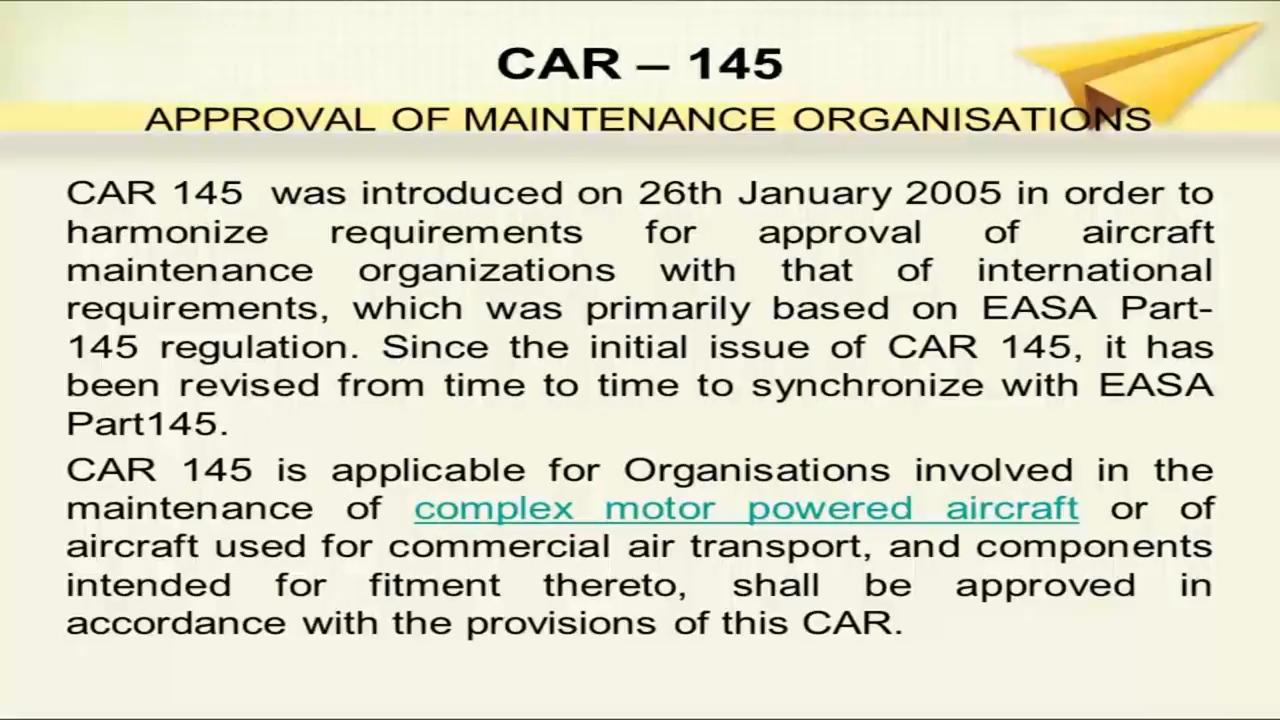 CAR – 145
APPROVAL OF MAINTENANCE ORGANISATIONS
CAR 145 was introduced on 26th January 2005 in order to
harmonize requirements for approval of aircraft
maintenance organizations with that of international
requirements, which was primarily based on EASA Part-
145 regulation. Since the initial issue of CAR 145, it has
been revised from time to time to synchronize with EASA
Part145.
CAR 145 is applicable for Organisations involved in the
maintenance of complex motor powered aircraft or of
aircraft used for commercial air transport, and components
intended for fitment thereto, shall be approved in
accordance with the provisions of this CAR.